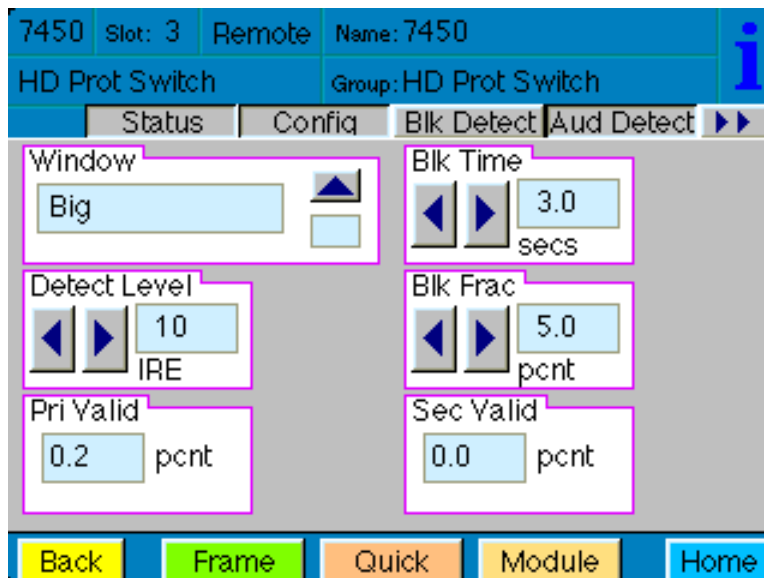 7450 Slot: 3 Remote Name: 7450
HD Prot Switch Group: HD Prot Switch
i
Status Config Blk Detect Aud Detect
Window
Big
Blk Time
3.0
secs
Detect Level
10
IRE
Blk Frac
5.0
pcnt
Pri Valid
0.2 pcnt
Sec Valid
0.0 pcnt
Back Frame Quick Module Home